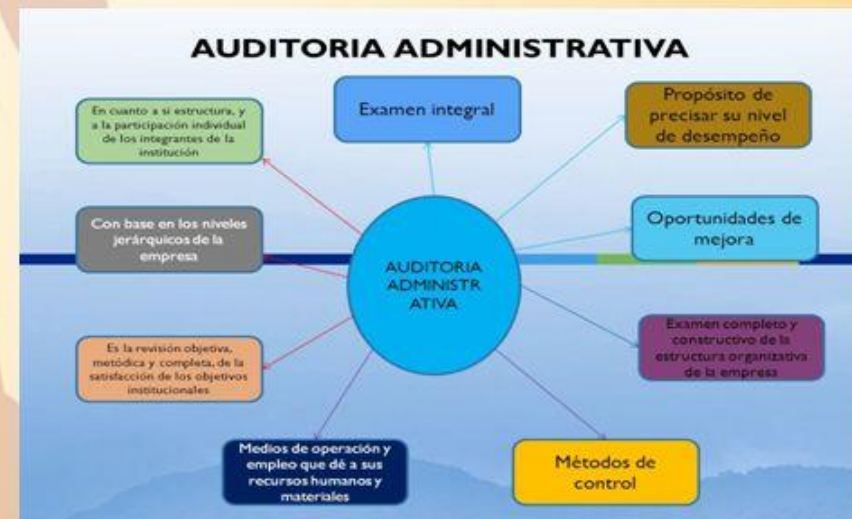 AUDITORIA ADMINISTRATIVA
En cuanto a si estructura, y
a la participación individual
de los integrantes de la
institución
Examen integral
Propósito de
precisar su nivel
de desempeño
Con base en los niveles
jerárquicos de la
empresa
Oportunidades de
mejora
AUDITORIA
ADMINISTR
ATIVA
Es la revisión objetiva,
metódica y completa, de la
satisfacción de los objetivos
institucionales
Examen completo y
constructivo de la
estructura organizativa
de la empresa
Medios de operación y
empleo que dé a sus
recursos humanos y
materiales
Métodos de
control